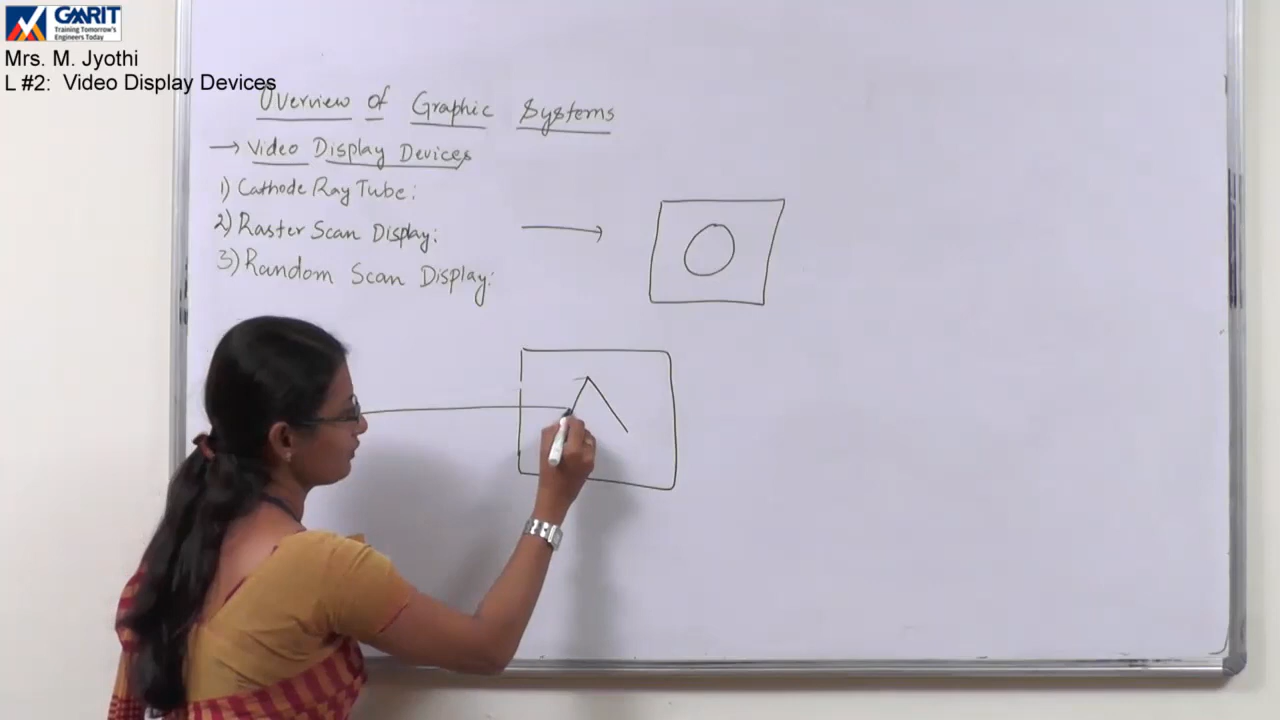 GMRIT
Training Tomorrow's
Engineers Today
Mrs. M. Jyothi
L #2: Video Display Devices
Overview of Graphic Systems
→ Video Display Devices
1) Cathode Ray Tube:
2) Raster Scan Display:
3) Random Scan Display: